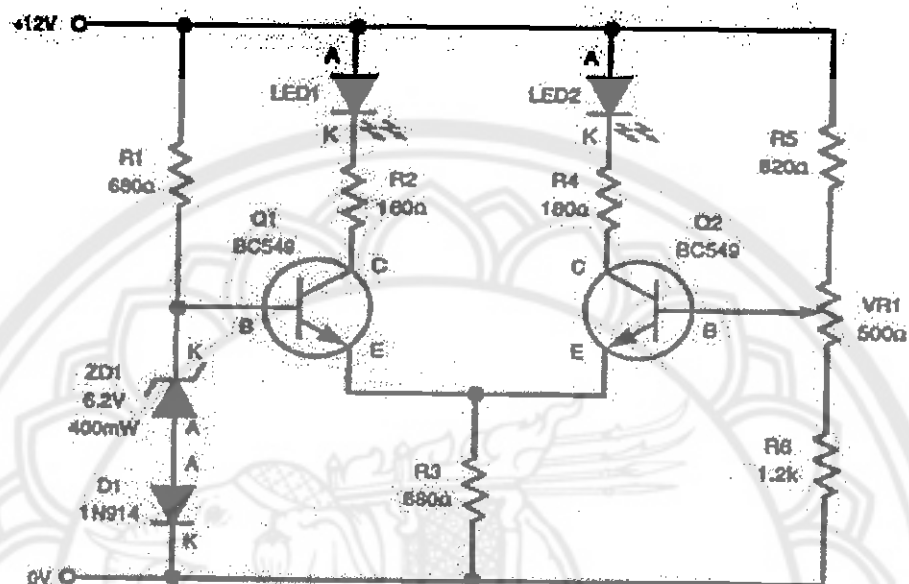 +12V
A
LED1
K
A
LED2
K
R1
680Ω
R2
180Ω
R4
180Ω
R5
820Ω
Q1
BC549
C
B
E
Q2
BC549
C
B
E
VR1
500Ω
K
ZD1
6.2V
400mW
A
A
D1
1N914
K
R3
R6
1.2k
0V